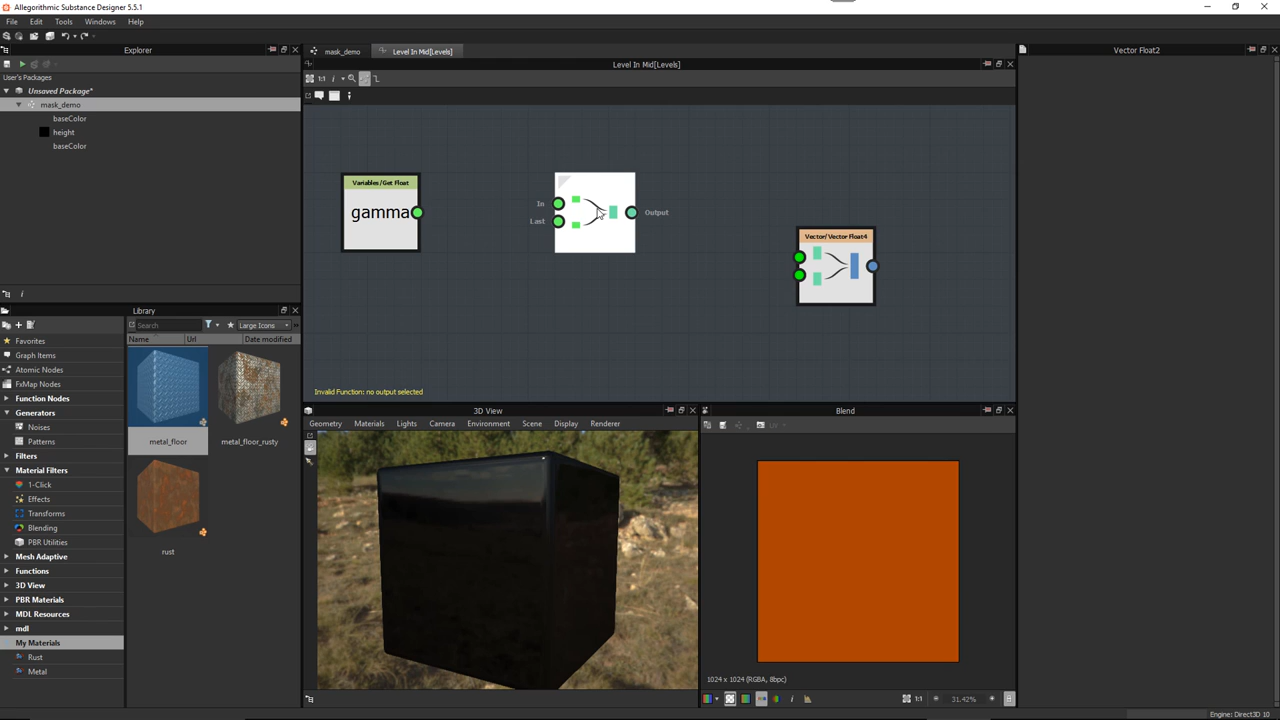 Allegorithmic Substance Designer 5.5.1
File Edit Tools Windows Help
Explorer
User's Packages
Unsaved Package*
mask_demo
baseColor
height
baseColor
mask_demo
Level In Mid[Levels]
Level In Mid[Levels]
1:1
Variables/Get Float
gamma
In
Last
Output
Vector/Vector Float4
Invalid Function: no output selected
Vector Float2
Library
Search
Large Icons
Name Url Date modified
Favorites
Graph Items
Atomic Nodes
FxMap Nodes
Function Nodes
Generators
Noises
Patterns
Filters
Material Filters
1-Click
Effects
Transforms
Blending
PBR Utilities
Mesh Adaptive
Functions
3D View
PBR Materials
MDL Resources
mdl
My Materials
Rust
Metal
metal_floor
metal_floor_rusty
rust
3D View
Geometry Materials Lights Camera Environment Scene Display Renderer
Blend
1024 x 1024 (RGBA, 8bpc)
1:1
31.42%
Engine: Direct3D 10